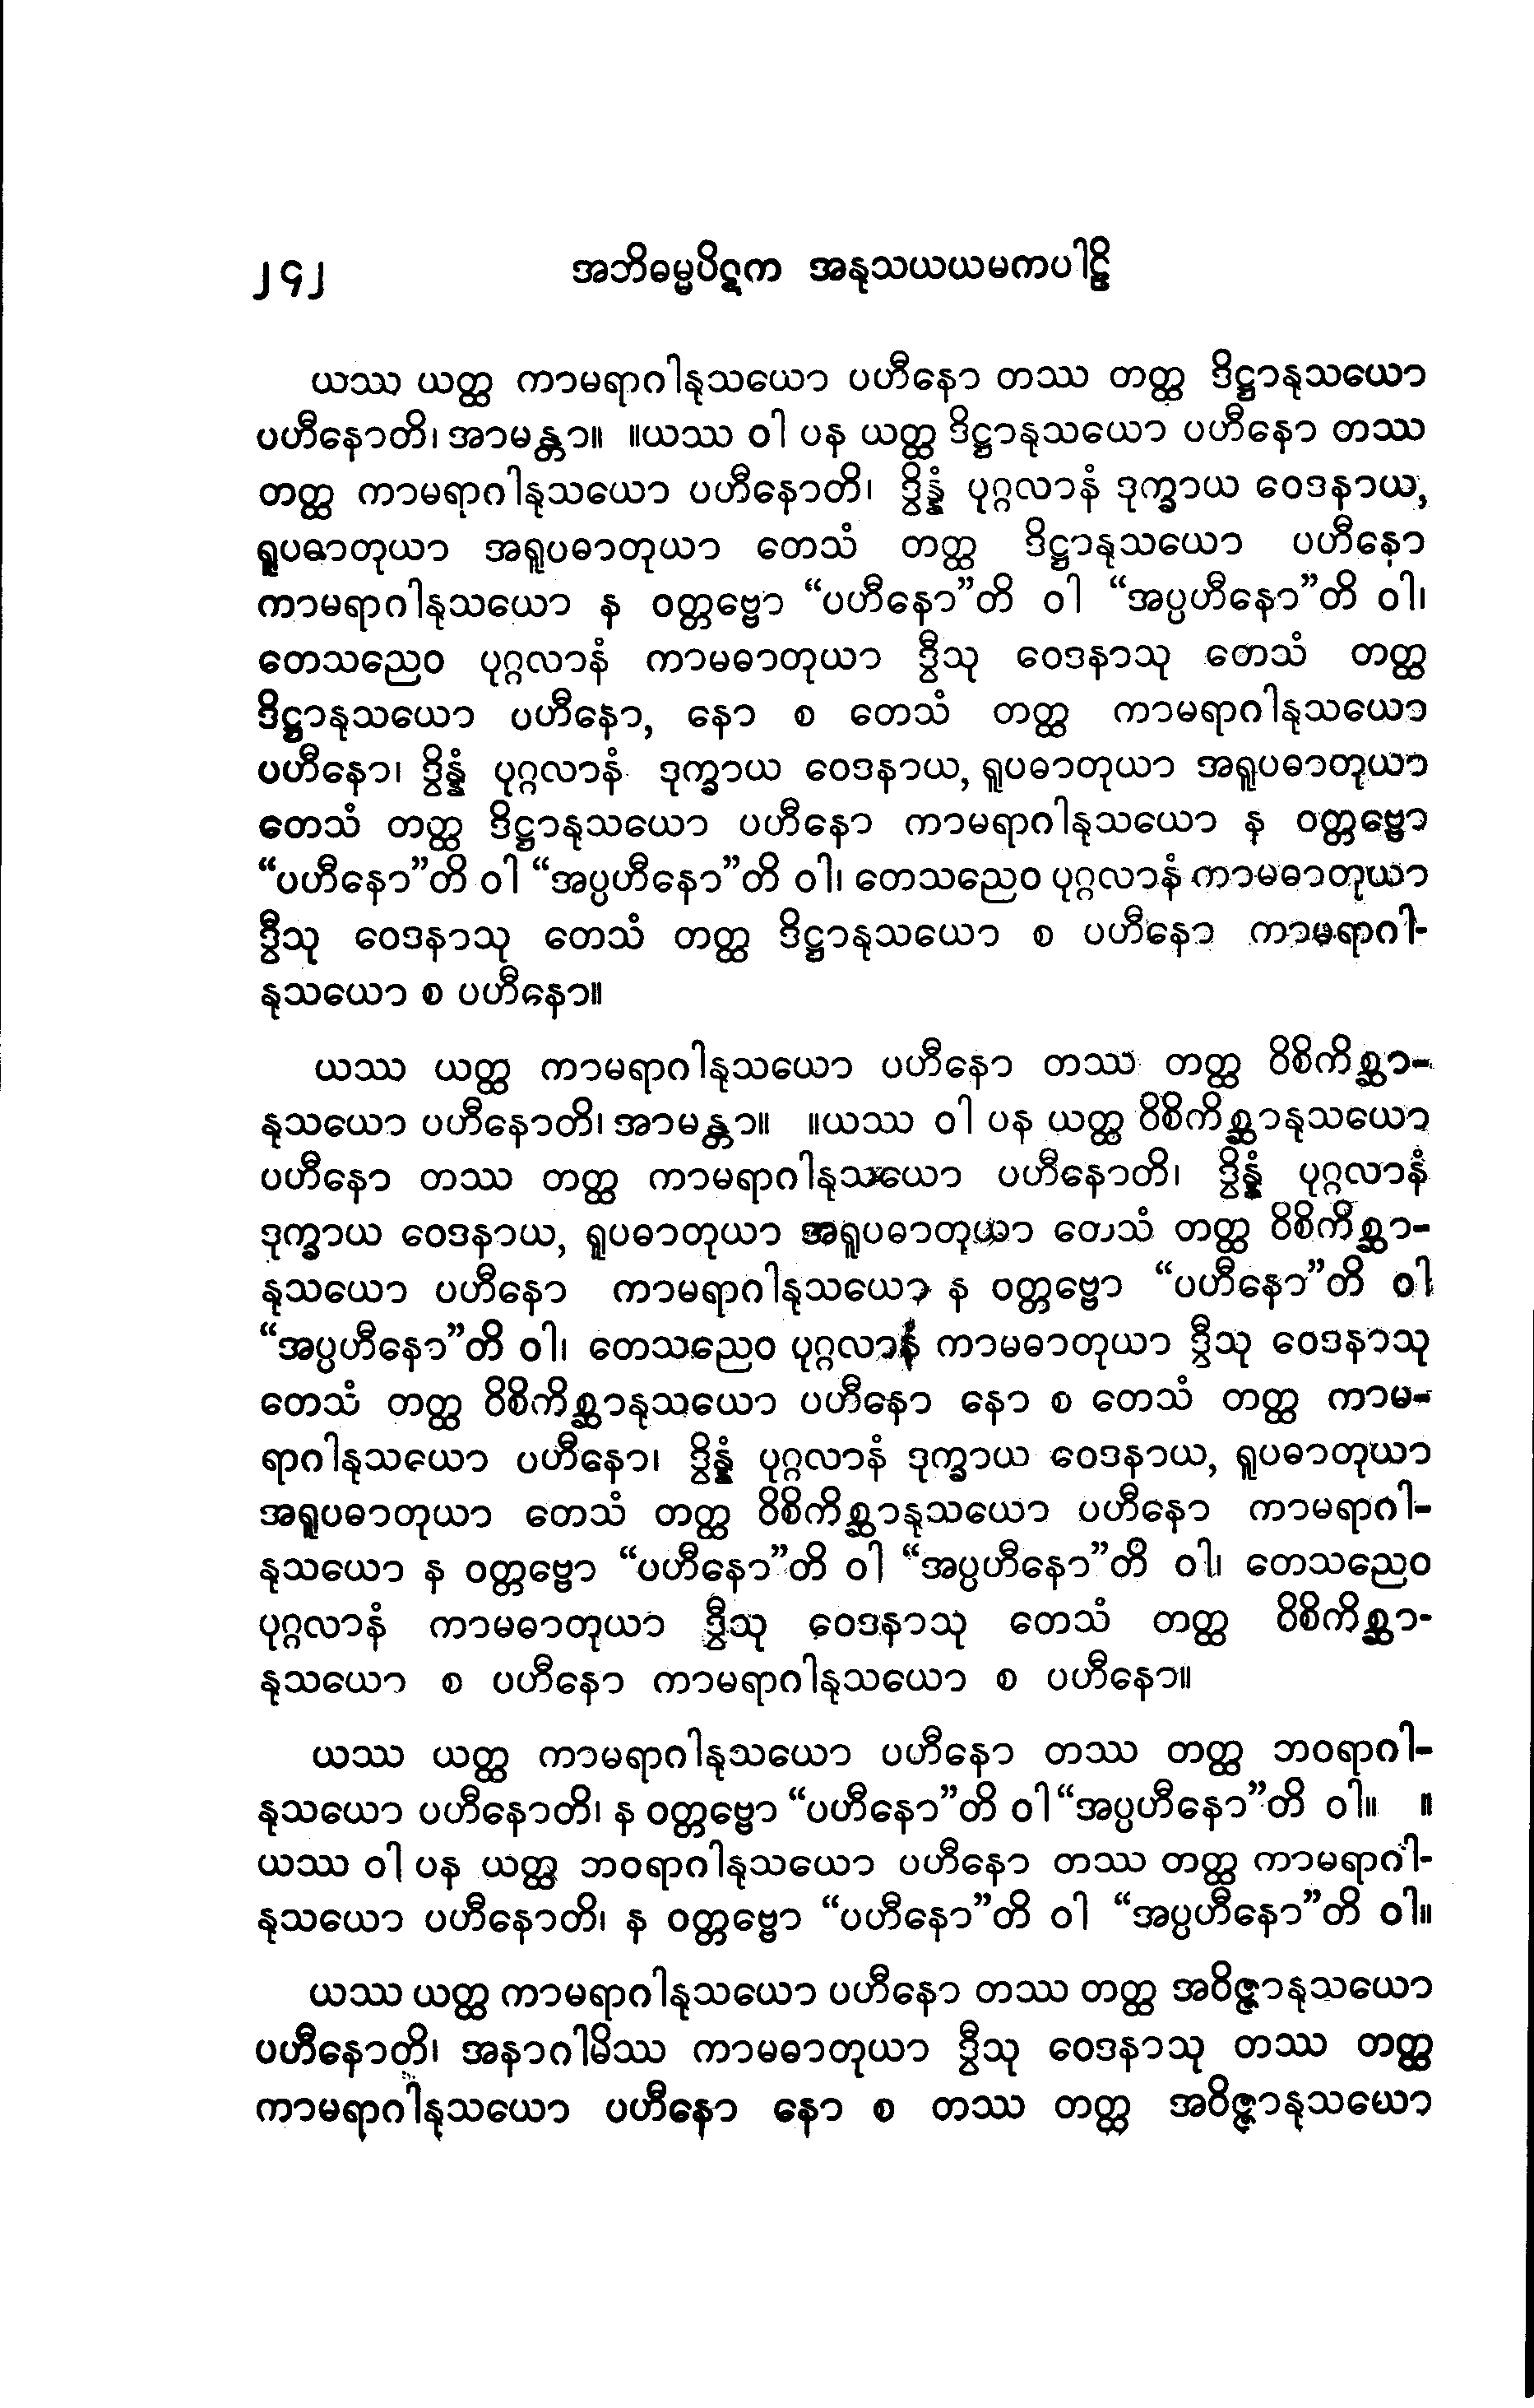 ၂၄၂ အဘိဓမ္မပိဋက အနုသယယမကပါဠိ
ယဿ ယတ္ထ ကာမရာဂါနုသယော ပဟီနော တဿ တတ္ထ ဒိဋ္ဌာနုသယော
ပဟီနောတိ၊ အာမန္တာ။ ။ယဿ ဝါ ပန ယတ္ထ ဒိဋ္ဌာနုသယော ပဟီနော တဿ
တတ္ထ ကာမရာဂါနုသယော ပဟီနောတိ၊ ဒွိန္နံ ပုဂ္ဂလာနံ ဒုက္ခာယ ဝေဒနာယ,
ရူပဓာတုယာ အရူပဓာတုယာ တေသံ တတ္ထ ဒိဋ္ဌာနုသယော ပဟီနော
ကာမရာဂါနုသယော န ဝတ္တဗ္ဗော “ပဟီနော”တိ ဝါ “အပ္ပဟီနော”တိ ဝါ၊
တေသညေဝ ပုဂ္ဂလာနံ ကာမဓာတုယာ ဒွီသု ဝေဒနာသု တေသံ တတ္ထ
ဒိဋ္ဌာနုသယော ပဟီနော, နော စ တေသံ တတ္ထ ကာမရာဂါနုသယော
ပဟီနော၊ ဒွိန္နံ ပုဂ္ဂလာနံ ဒုက္ခာယ ဝေဒနာယ, ရူပဓာတုယာ အရူပဓာတုယာ
တေသံ တတ္ထ ဒိဋ္ဌာနုသယော ပဟီနော ကာမရာဂါနုသယော န ဝတ္တဗ္ဗော
“ပဟီနော”တိ ဝါ “အပ္ပဟီနော”တိ ဝါ၊ တေသညေဝ ပုဂ္ဂလာနံ ကာမဓာတုယာ
ဒွီသု ဝေဒနာသု တေသံ တတ္ထ ဒိဋ္ဌာနုသယော စ ပဟီနော ကာမရာဂါ-
နုသယော စ ပဟီနော။
ယဿ ယတ္ထ ကာမရာဂါနုသယော ပဟီနော တဿ တတ္ထ ဝိစိကိစ္ဆာ-
နုသယော ပဟီနောတိ၊ အာမန္တာ။ ။ယဿ ဝါ ပန ယတ္ထ ဝိစိကိစ္ဆာနုသယော
ပဟီနော တဿ တတ္ထ ကာမရာဂါနုသယော ပဟီနောတိ၊ ဒွိန္နံ ပုဂ္ဂလာနံ
ဒုက္ခာယ ဝေဒနာယ, ရူပဓာတုယာ အရူပဓာတုယာ တေသံ တတ္ထ ဝိစိကိစ္ဆာ-
နုသယော ပဟီနော ကာမရာဂါနုသယော န ဝတ္တဗ္ဗော “ပဟီနော”တိ ဝါ
“အပ္ပဟီနော”တိ ဝါ၊ တေသညေဝ ပုဂ္ဂလာနံ ကာမဓာတုယာ ဒွီသု ဝေဒနာသု
တေသံ တတ္ထ ဝိစိကိစ္ဆာနုသယော ပဟီနော နော စ တေသံ တတ္ထ ကာမ-
ရာဂါနုသယော ပဟီနော၊ ဒွိန္နံ ပုဂ္ဂလာနံ ဒုက္ခာယ ဝေဒနာယ, ရူပဓာတုယာ
အရူပဓာတုယာ တေသံ တတ္ထ ဝိစိကိစ္ဆာနုသယော ပဟီနော ကာမရာဂါ-
နုသယော န ဝတ္တဗ္ဗော “ပဟီနော”တိ ဝါ “အပ္ပဟီနော”တိ ဝါ၊ တေသညေဝ
ပုဂ္ဂလာနံ ကာမဓာတုယာ ဒွီသု ဝေဒနာသု တေသံ တတ္ထ ဝိစိကိစ္ဆာ-
နုသယော စ ပဟီနော ကာမရာဂါနုသယော စ ပဟီနော။
ယဿ ယတ္ထ ကာမရာဂါနုသယော ပဟီနော တဿ တတ္ထ ဘဝရာဂါ-
နုသယော ပဟီနောတိ၊ န ဝတ္တဗ္ဗော “ပဟီနော”တိ ဝါ “အပ္ပဟီနော”တိ ဝါ။ ။
ယဿ ဝါ ပန ယတ္ထ ဘဝရာဂါနုသယော ပဟီနော တဿ တတ္ထ ကာမရာဂါ-
နုသယော ပဟီနောတိ၊ န ဝတ္တဗ္ဗော “ပဟီနော”တိ ဝါ “အပ္ပဟီနော”တိ ဝါ။
ယဿ ယတ္ထ ကာမရာဂါနုသယော ပဟီနော တဿ တတ္ထ အဝိဇ္ဇာနုသယော
ပဟီနောတိ၊ အနာဂါမိဿ ကာမဓာတုယာ ဒွီသု ဝေဒနာသု တဿ တတ္ထ
ကာမရာဂါနုသယော ပဟီနော နော စ တဿ တတ္ထ အဝိဇ္ဇာနုသယော